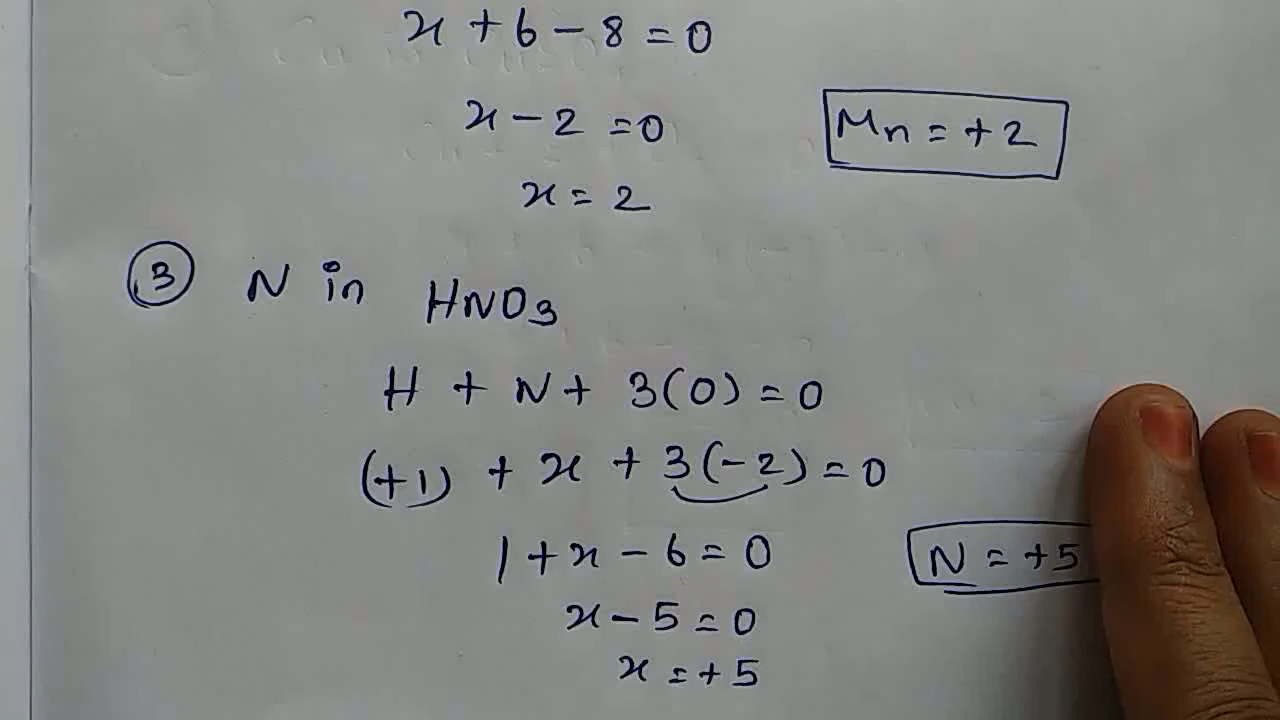 x + 6 - 8 = 0
x - 2 = 0
Mn = + 2
x = 2
3 N in HNO3
H + N + 3(0) = 0
(+1) + x + 3(-2) = 0
1 + x - 6 = 0
N = +5
x - 5 = 0
x = + 5